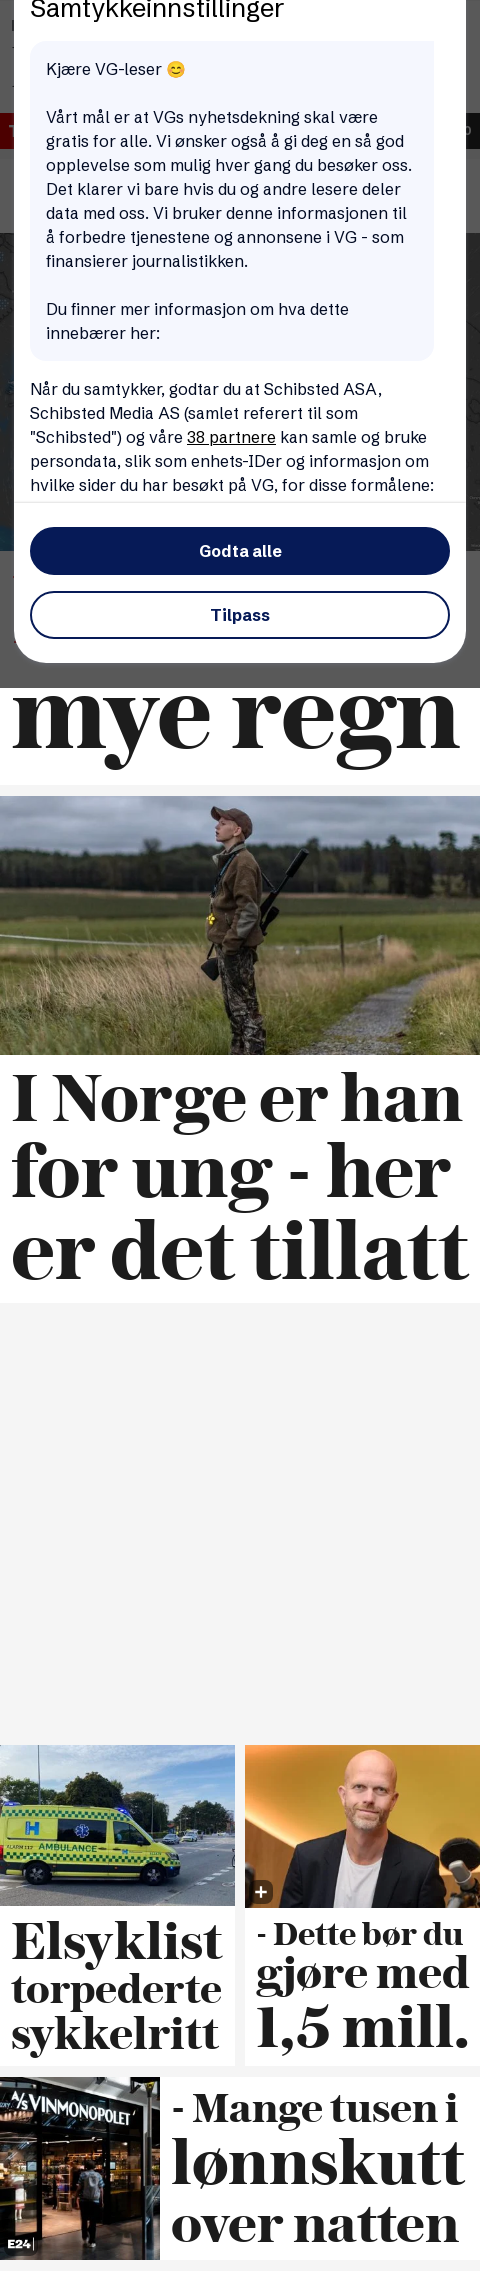 Samtykkeinnstillinger
Kjære VG-leser 😊
Vårt mål er at VGs nyhetsdekning skal være
gratis for alle. Vi ønsker også å gi deg en så god
opplevelse som mulig hver gang du besøker oss.
Det klarer vi bare hvis du og andre lesere deler
data med oss. Vi bruker denne informasjonen til
å forbedre tjenestene og annonsene i VG - som
finansierer journalistikken.
Du finner mer informasjon om hva dette
innebærer her:
Når du samtykker, godtar du at Schibsted ASA,
Schibsted Media AS (samlet referert til som
"Schibsted") og våre 38 partnere kan samle og bruke
persondata, slik som enhets-IDer og informasjon om
hvilke sider du har besøkt på VG, for disse formålene:
Godta alle
Tilpass
mye regn
I Norge er han
for ung - her
er det tillatt
ALARM 112 AMBULANCE
Elsyklist
torpederte
sykkelritt
- Dette bør du
gjøre med
1,5 mill.
A/S VINMONOPOLET
E24
- Mange tusen i
lønnskutt
over natten